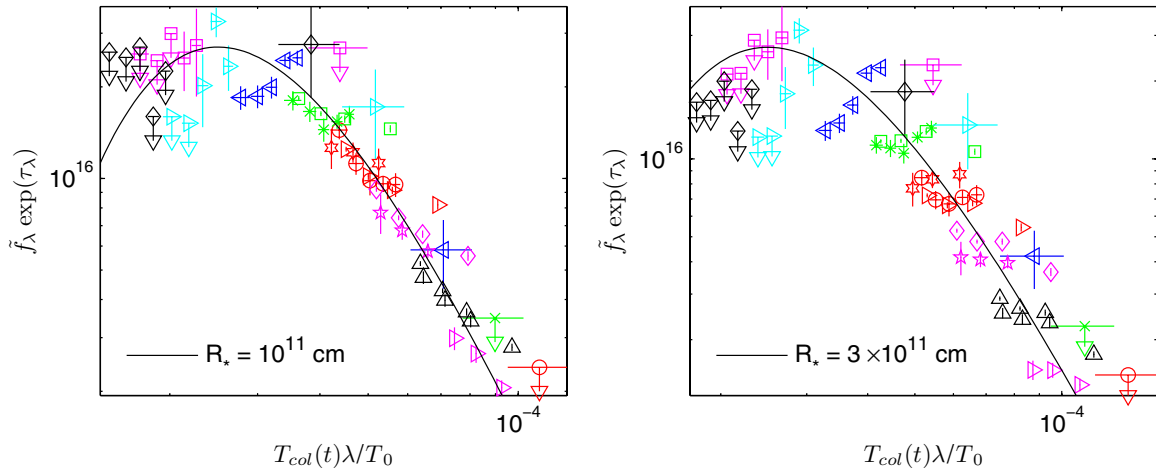 f̃_λ exp(τ_λ)
10^16
R_* = 10^11 cm
10^-4
T_col(t)λ/T_0
f̃_λ exp(τ_λ)
10^16
R_* = 3 ×10^11 cm
10^-4
T_col(t)λ/T_0